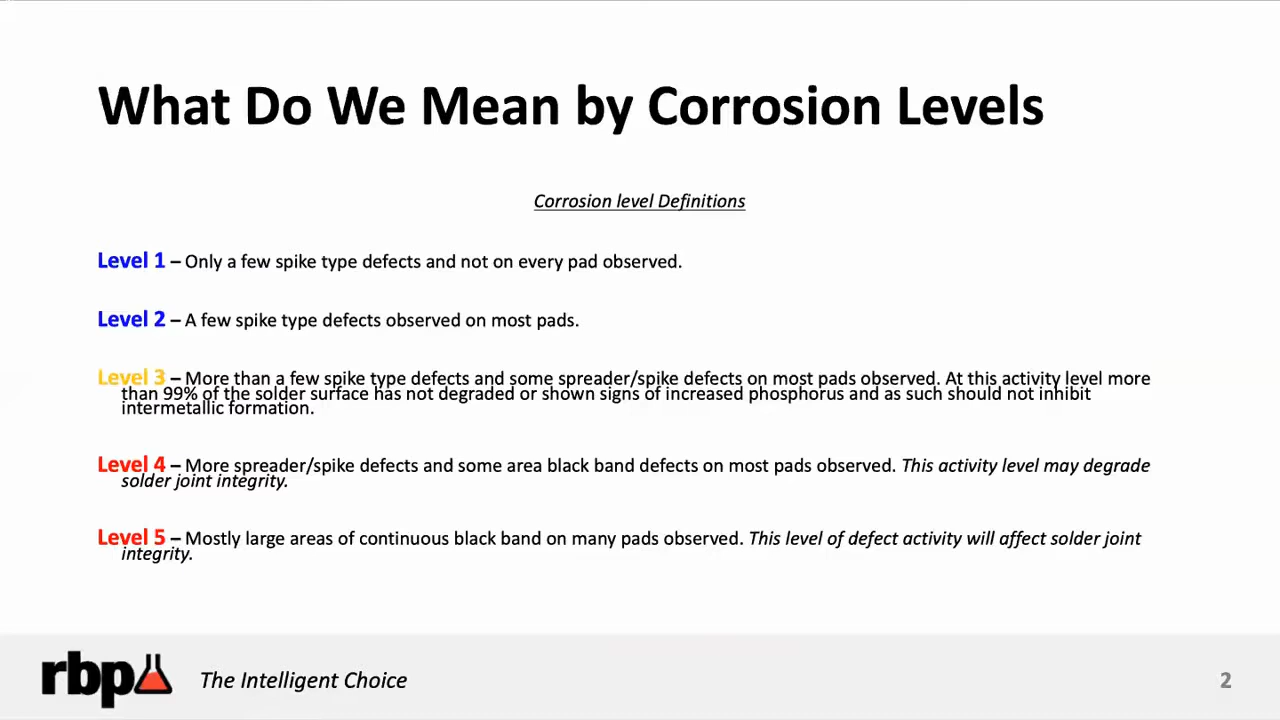 What Do We Mean by Corrosion Levels
Corrosion level Definitions
Level 1 – Only a few spike type defects and not on every pad observed.
Level 2 – A few spike type defects observed on most pads.
Level 3 – More than a few spike type defects and some spreader/spike defects on most pads observed. At this activity level more
than 99% of the solder surface has not degraded or shown signs of increased phosphorus and as such should not inhibit
intermetallic formation.
Level 4 – More spreader/spike defects and some area black band defects on most pads observed. This activity level may degrade
solder joint integrity.
Level 5 – Mostly large areas of continuous black band on many pads observed. This level of defect activity will affect solder joint
integrity.
rbp The Intelligent Choice 2